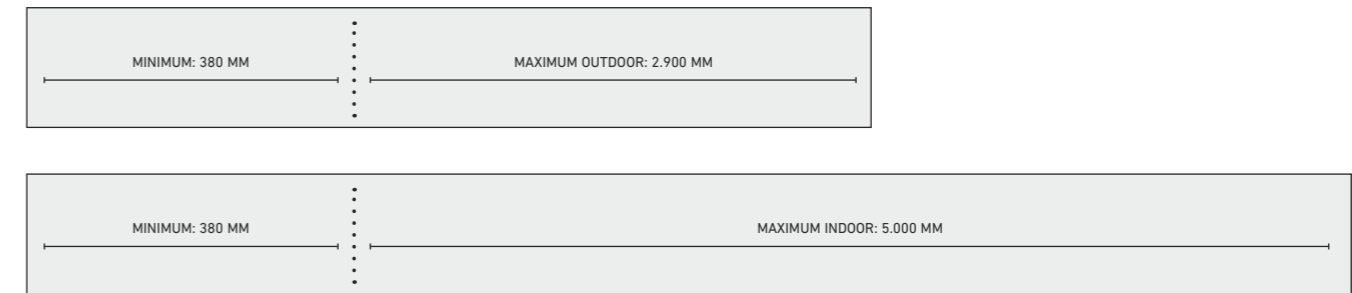 MINIMUM: 380 MM
MAXIMUM OUTDOOR: 2.900 MM
MINIMUM: 380 MM
MAXIMUM INDOOR: 5.000 MM